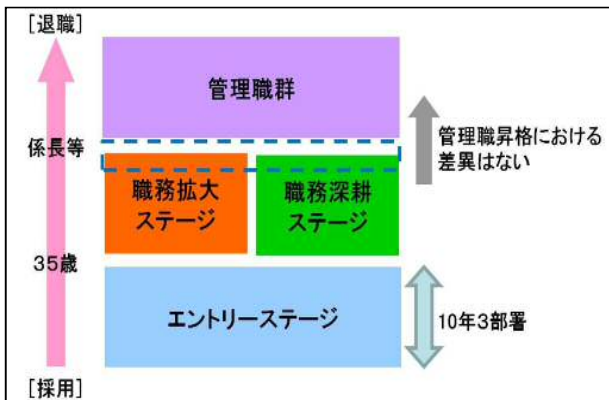 [退職]
管理職群
係長等
管理職昇格における
差異はない
職務拡大
ステージ
職務深耕
ステージ
35歳
エントリーステージ
10年3部署
[採用]